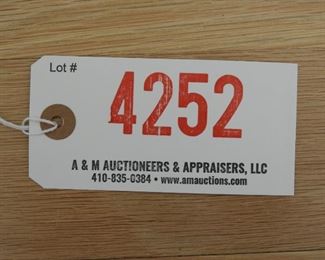 Lot #
4252
A & M AUCTIONEERS & APPRAISERS, LLC
410-835-0384 • www.amauctions.com